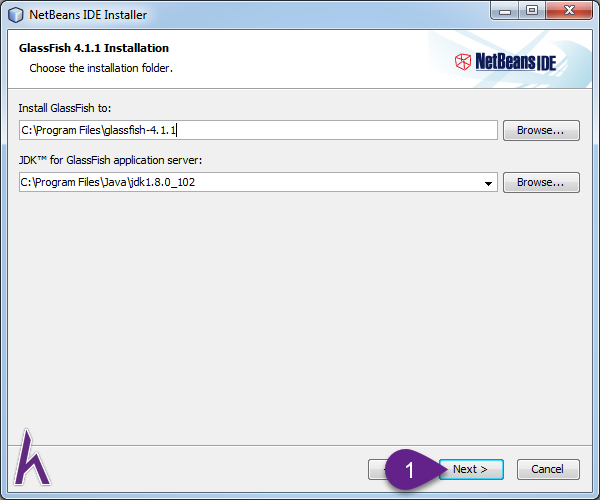 NetBeans IDE Installer
GlassFish 4.1.1 Installation
Choose the installation folder.
NetBeans IDE
Install GlassFish to:
C:\Program Files\glassfish-4.1.1
Browse...
JDK™ for GlassFish application server:
C:\Program Files\Java\jdk1.8.0_102
Browse...
1
Next >
Cancel